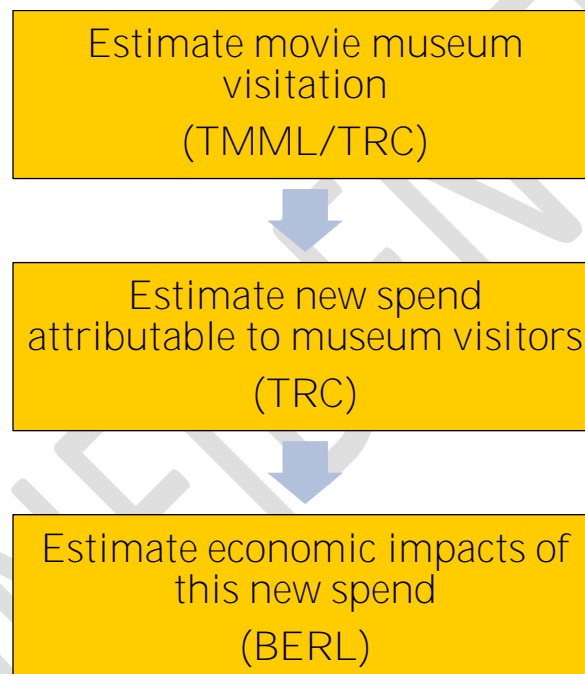 Estimate movie museum
visitation
(TMML/TRC)
Estimate new spend
attributable to museum visitors
(TRC)
Estimate economic impacts of
this new spend
(BERL)